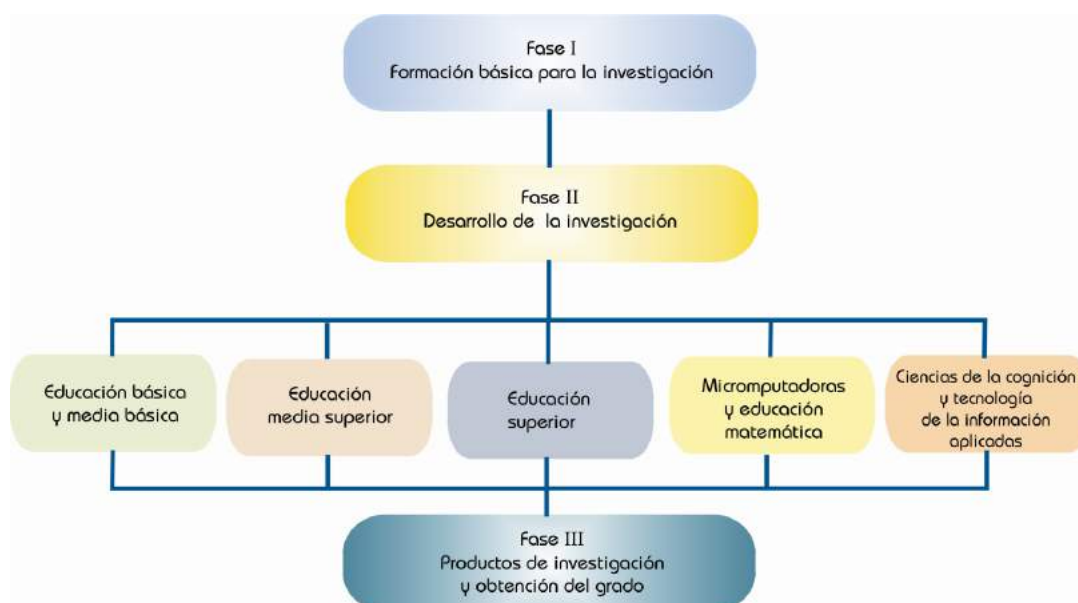 Fase I
Formación básica para la investigación
Fase II
Desarrollo de la investigación
Educación básica
y media básica
Educación
media superior
Educación
superior
Micromputadoras
y educación
matemática
Ciencias de la cognición
y tecnología
de la información
aplicadas
Fase III
Productos de investigación
y obtención del grado